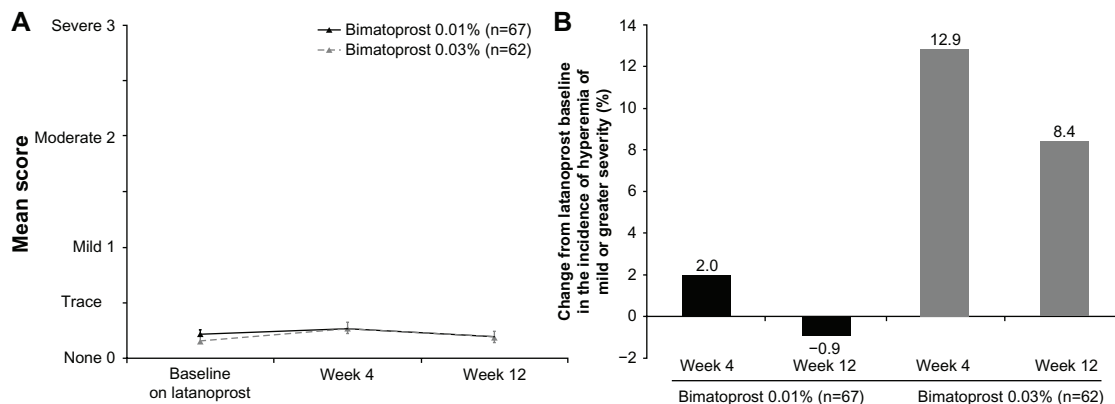 A
Severe 3
Moderate 2
Mild 1
Trace
None 0
Mean score
Bimatoprost 0.01% (n=67)
Bimatoprost 0.03% (n=62)
Baseline
on latanoprost
Week 4
Week 12
B
Change from latanoprost baseline
in the incidence of hyperemia of
mild or greater severity (%)
14
12
10
8
6
4
2
0
−2
2.0
−0.9
12.9
8.4
Week 4
Week 12
Week 4
Week 12
Bimatoprost 0.01% (n=67)
Bimatoprost 0.03% (n=62)